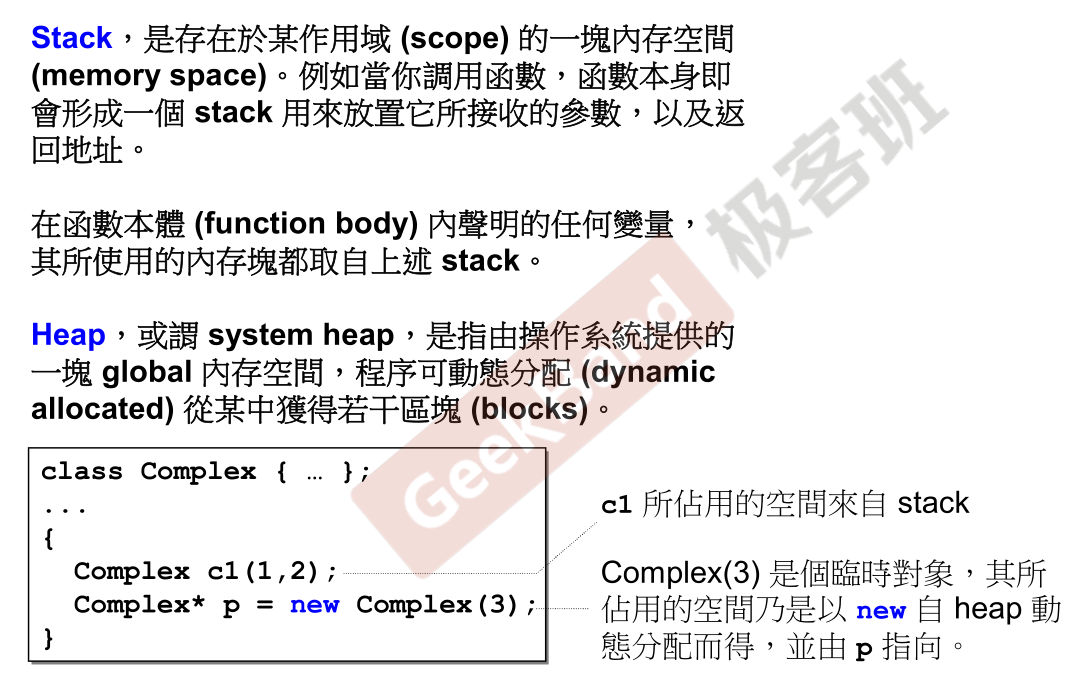 Stack，是存在於某作用域 (scope) 的一塊內存空間
(memory space)。例如當你調用函數，函數本身即
會形成一個 stack 用來放置它所接收的參數，以及返
回地址。
在函數本體 (function body) 內聲明的任何變量，
其所使用的內存塊都取自上述 stack。
Heap，或謂 system heap，是指由操作系統提供的
一塊 global 內存空間，程序可動態分配 (dynamic
allocated) 從某中獲得若干區塊 (blocks)。
class Complex { … };
...
{
  Complex c1(1,2);
  Complex* p = new Complex(3);
}
c1 所佔用的空間來自 stack
Complex(3) 是個臨時對象，其所
佔用的空間乃是以 new 自 heap 動
態分配而得，並由 p 指向。
GeekBand 极客班